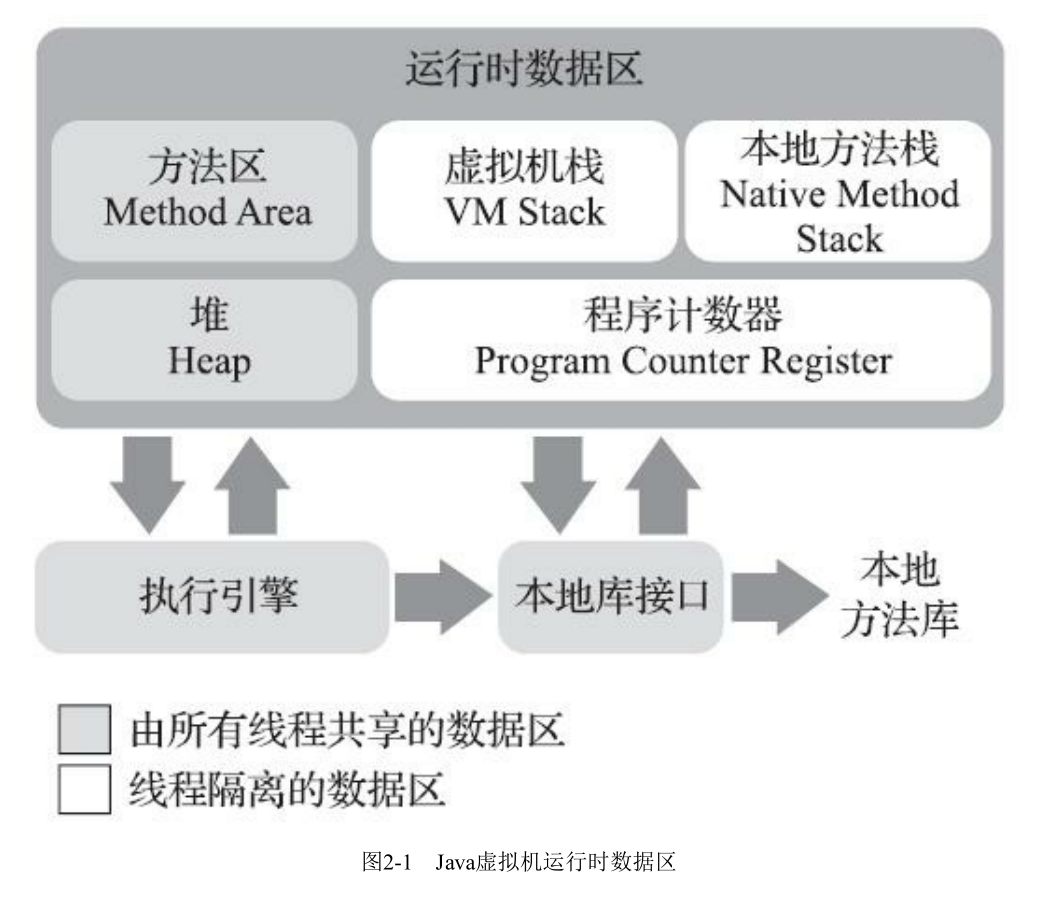 运行时数据区
方法区
Method Area
虚拟机栈
VM Stack
本地方法栈
Native Method
Stack
堆
Heap
程序计数器
Program Counter Register
执行引擎
本地库接口
本地
方法库
由所有线程共享的数据区
线程隔离的数据区
图2-1 Java虚拟机运行时数据区